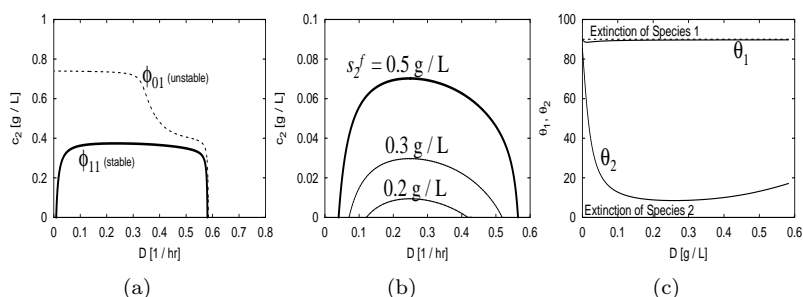 1
0.8
0.6
0.4
0.2
0
c2 [g / L]
ϕ01 (unstable)
ϕ11 (stable)
0 0.1 0.2 0.3 0.4 0.5 0.6 0.7 0.8
D [1 / hr]
(a)
0.1
0.08
0.06
0.04
0.02
0
c2 [g / L]
s2f = 0.5 g / L
0.3 g / L
0.2 g / L
0 0.1 0.2 0.3 0.4 0.5 0.6
D [1 / hr]
(b)
100
80
60
40
20
0
θ1, θ2
Extinction of Species 1
θ1
θ2
Extinction of Species 2
0 0.1 0.2 0.3 0.4 0.5 0.6
D [g / L]
(c)